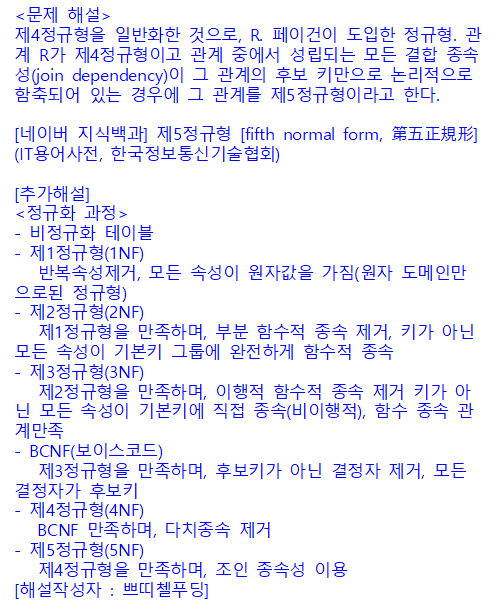 <문제 해설>
제4정규형을 일반화한 것으로, R. 페이건이 도입한 정규형. 관
계 R가 제4정규형이고 관계 중에서 성립되는 모든 결합 종속
성(join dependency)이 그 관계의 후보 키만으로 논리적으로
함축되어 있는 경우에 그 관계를 제5정규형이라고 한다.
[네이버 지식백과] 제5정규형 [fifth normal form, 第五正規形]
(IT용어사전, 한국정보통신기술협회)
[추가해설]
<정규화 과정>
- 비정규화 테이블
- 제1정규형(1NF)
반복속성제거, 모든 속성이 원자값을 가짐(원자 도메인만
으로된 정규형)
- 제2정규형(2NF)
제1정규형을 만족하며, 부분 함수적 종속 제거, 키가 아닌
모든 속성이 기본키 그룹에 완전하게 함수적 종속
- 제3정규형(3NF)
제2정규형을 만족하며, 이행적 함수적 종속 제거 키가 아
닌 모든 속성이 기본키에 직접 종속(비이행적), 함수 종속 관
계만족
- BCNF(보이스코드)
제3정규형을 만족하며, 후보키가 아닌 결정자 제거, 모든
결정자가 후보키
- 제4정규형(4NF)
BCNF 만족하며, 다치종속 제거
- 제5정규형(5NF)
제4정규형을 만족하며, 조인 종속성 이용
[해설작성자 : 쁘띠첼푸딩]